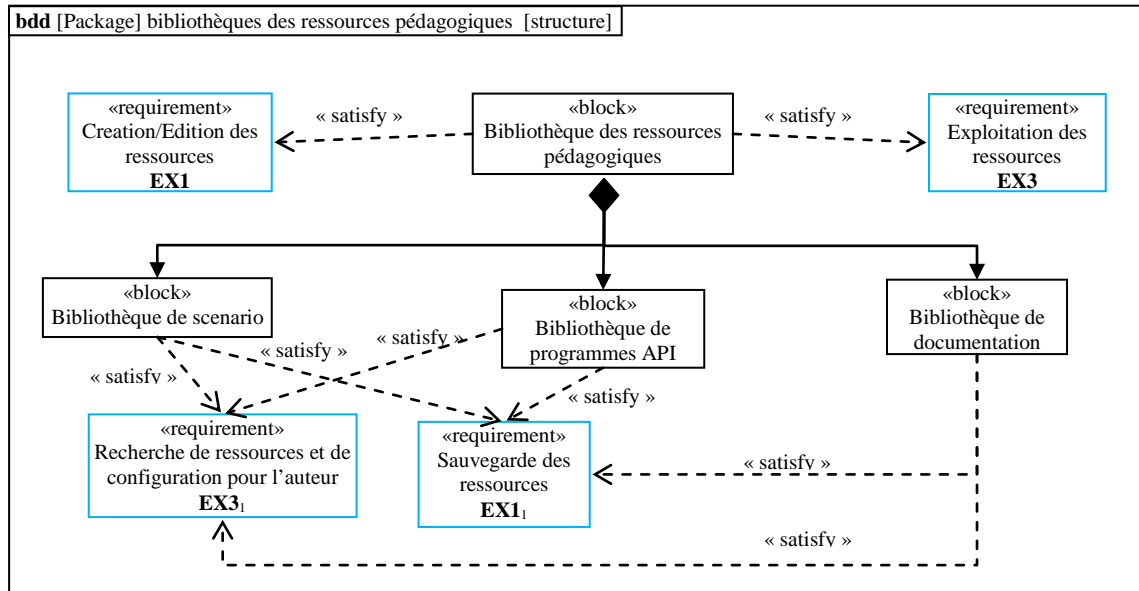 bdd [Package] bibliothèques des ressources pédagogiques [structure]
«requirement»
Creation/Edition des
ressources
EX1
« satisfy »
«block»
Bibliothèque des ressources
pédagogiques
« satisfy »
«requirement»
Exploitation des
ressources
EX3
«block»
Bibliothèque de scenario
«block»
Bibliothèque de
programmes API
«block»
Bibliothèque de
documentation
« satisfy »
« satisfy »
« satisfy »
« satisfy »
«requirement»
Recherche de ressources et de
configuration pour l’auteur
EX3₁
«requirement»
Sauvegarde des
ressources
EX1₁
« satisfy »
« satisfy »